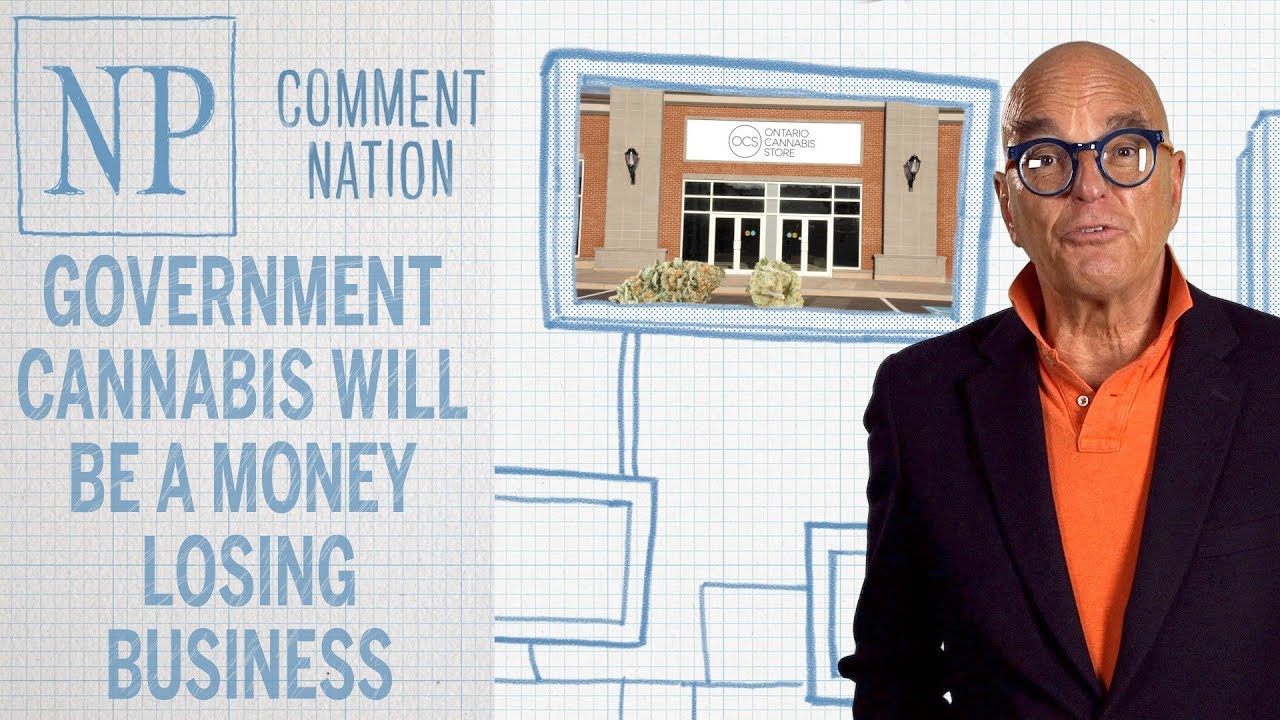 NP
COMMENT
NATION
GOVERNMENT
CANNABIS WILL
BE A MONEY
LOSING
BUSINESS
OCS
ONTARIO
CANNABIS
STORE